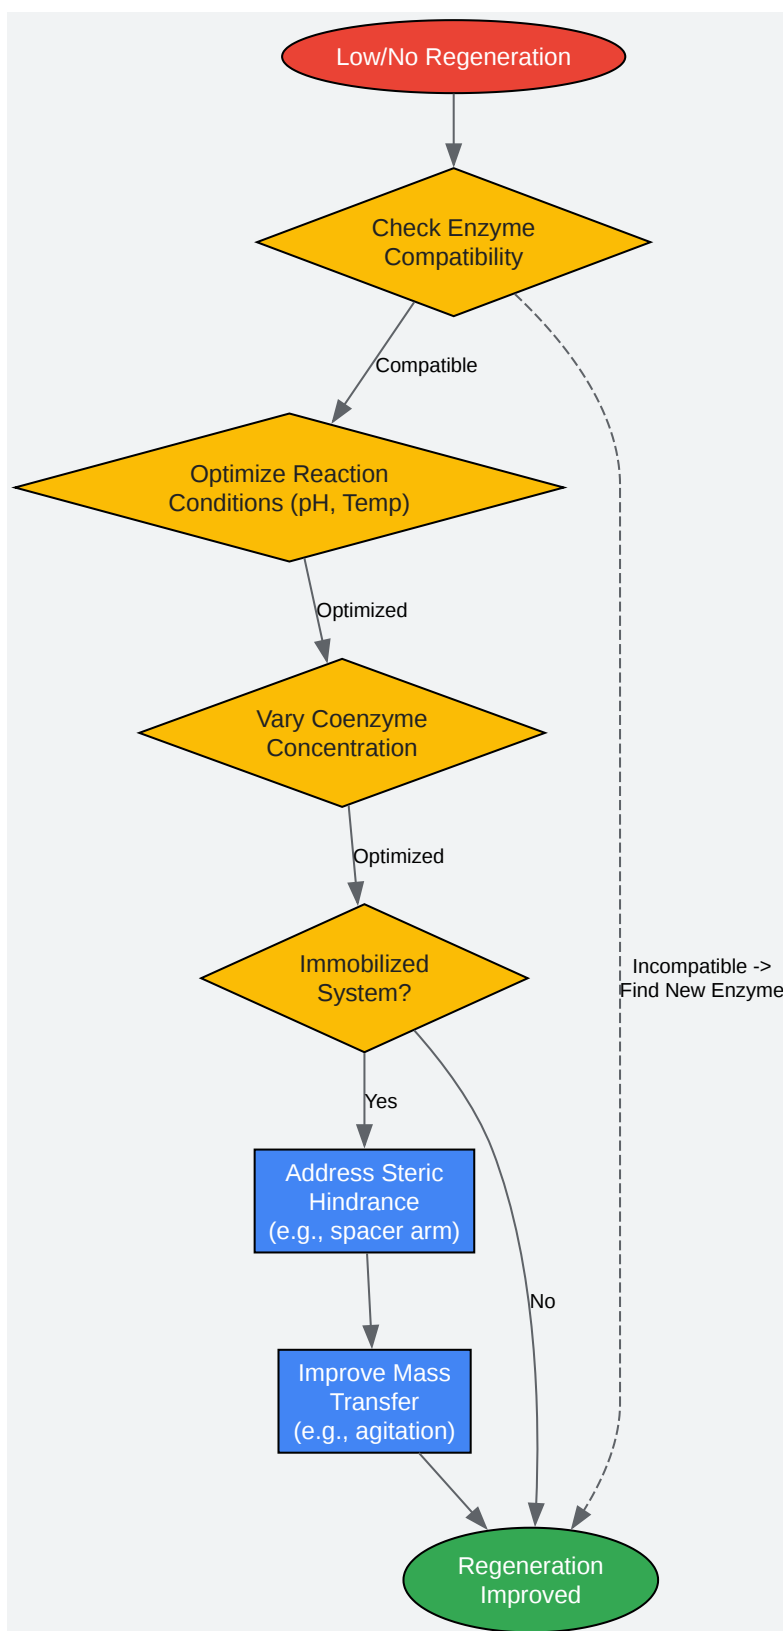 Low/No Regeneration
Check Enzyme
Compatibility
Compatible
Optimize Reaction
Conditions (pH, Temp)
Optimized
Vary Coenzyme
Concentration
Optimized
Immobilized
System?
Incompatible ->
Find New Enzyme
Yes
Address Steric
Hindrance
(e.g., spacer arm)
No
Improve Mass
Transfer
(e.g., agitation)
Regeneration
Improved